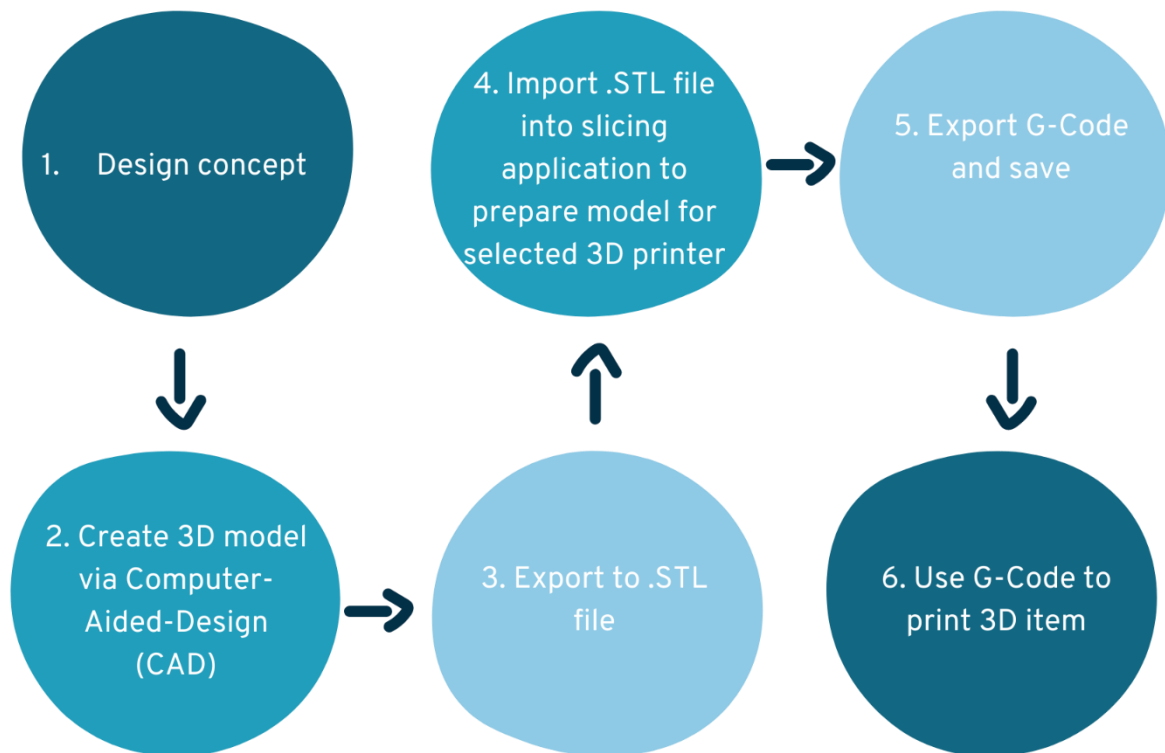 1. Design concept
2. Create 3D model
via Computer-
Aided-Design
(CAD)
3. Export to .STL
file
4. Import .STL file
into slicing
application to
prepare model for
selected 3D printer
5. Export G-Code
and save
6. Use G-Code to
print 3D item